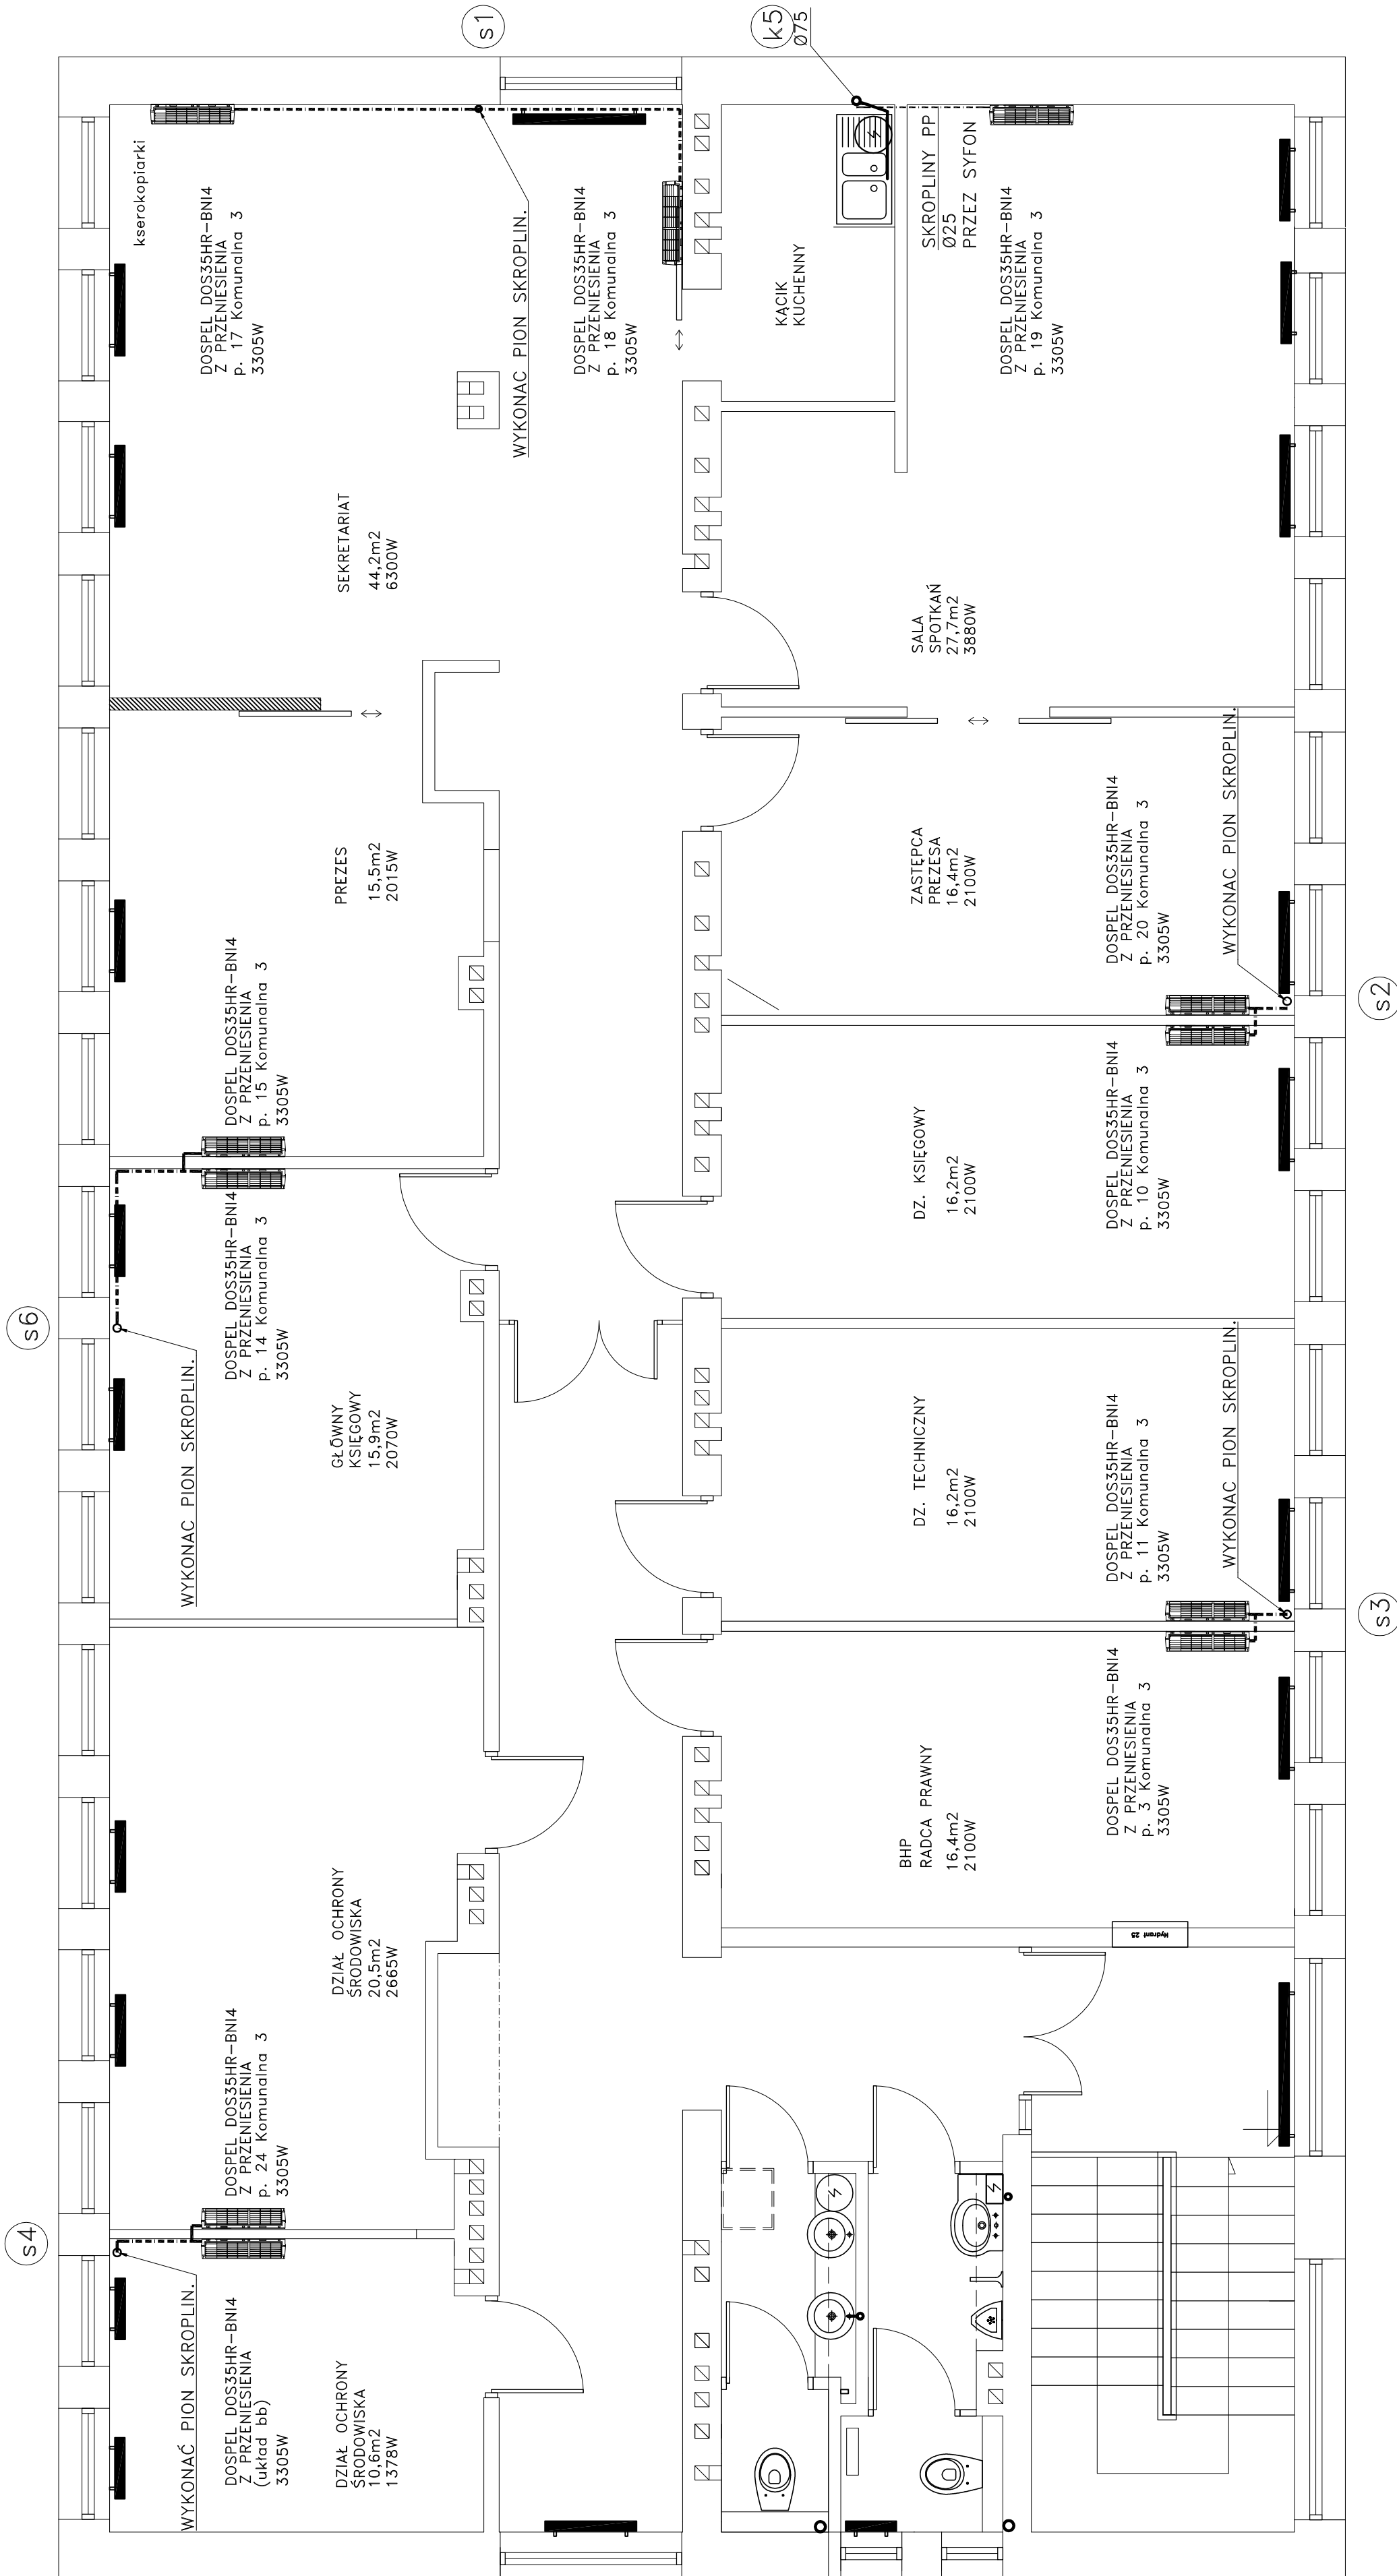 s4
s6
WYKONAĆ PION SKROPLIN.
DOSPEL DOS35HR-BNI4
Z PRZENIESIENIA
(układ bb)
3305W
DZIAŁ OCHRONY
ŚRODOWISKA
10,6m2
1378W
DOSPEL DOS35HR-BNI4
Z PRZENIESIENIA
p. 24 Komunalna 3
3305W
DZIAŁ OCHRONY
ŚRODOWISKA
20,5m2
2665W
WYKONAC PION SKROPLIN.
DOSPEL DOS35HR-BNI4
Z PRZENIESIENIA
p. 14 Komunalna 3
3305W
GŁÓWNY
KSIĘGOWY
15,9m2
2070W
DOSPEL DOS35HR-BNI4
Z PRZENIESIENIA
p. 15 Komunalna 3
3305W
PREZES
15,5m2
2015W
kserokopiarki
DOSPEL DOS35HR-BNI4
Z PRZENIESIENIA
p. 17 Komunalna 3
3305W
SEKRETARIAT
44,2m2
6300W
s1
WYKONAC PION SKROPLIN.
DOSPEL DOS35HR-BNI4
Z PRZENIESIENIA
p. 18 Komunalna 3
3305W
k5
Ø75
KĄCIK
KUCHENNY
SKROPLINY PP
Ø25
PRZEZ SYFON
DOSPEL DOS35HR-BNI4
Z PRZENIESIENIA
p. 19 Komunalna 3
3305W
SALA
SPOTKAŃ
27,7m2
3880W
ZASTĘPCA
PREZESA
16,4m2
2100W
DOSPEL DOS35HR-BNI4
Z PRZENIESIENIA
p. 20 Komunalna 3
3305W
WYKONAC PION SKROPLIN.
s2
DZ. KSIĘGOWY
16,2m2
2100W
DOSPEL DOS35HR-BNI4
Z PRZENIESIENIA
p. 10 Komunalna 3
3305W
DZ. TECHNICZNY
16,2m2
2100W
DOSPEL DOS35HR-BNI4
Z PRZENIESIENIA
p. 11 Komunalna 3
3305W
WYKONAC PION SKROPLIN.
s3
BHP
RADCA PRAWNY
16,4m2
2100W
DOSPEL DOS35HR-BNI4
Z PRZENIESIENIA
p. 3 Komunalna 3
3305W
Hydrant 25